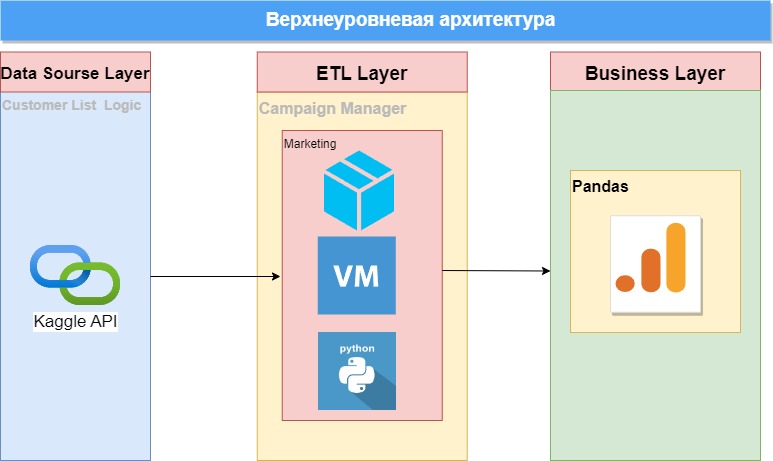 Верхнеуровневая архитектура
Data Sourse Layer
Customer List Logic
Kaggle API
ETL Layer
Campaign Manager
Marketing
VM
python
Business Layer
Pandas